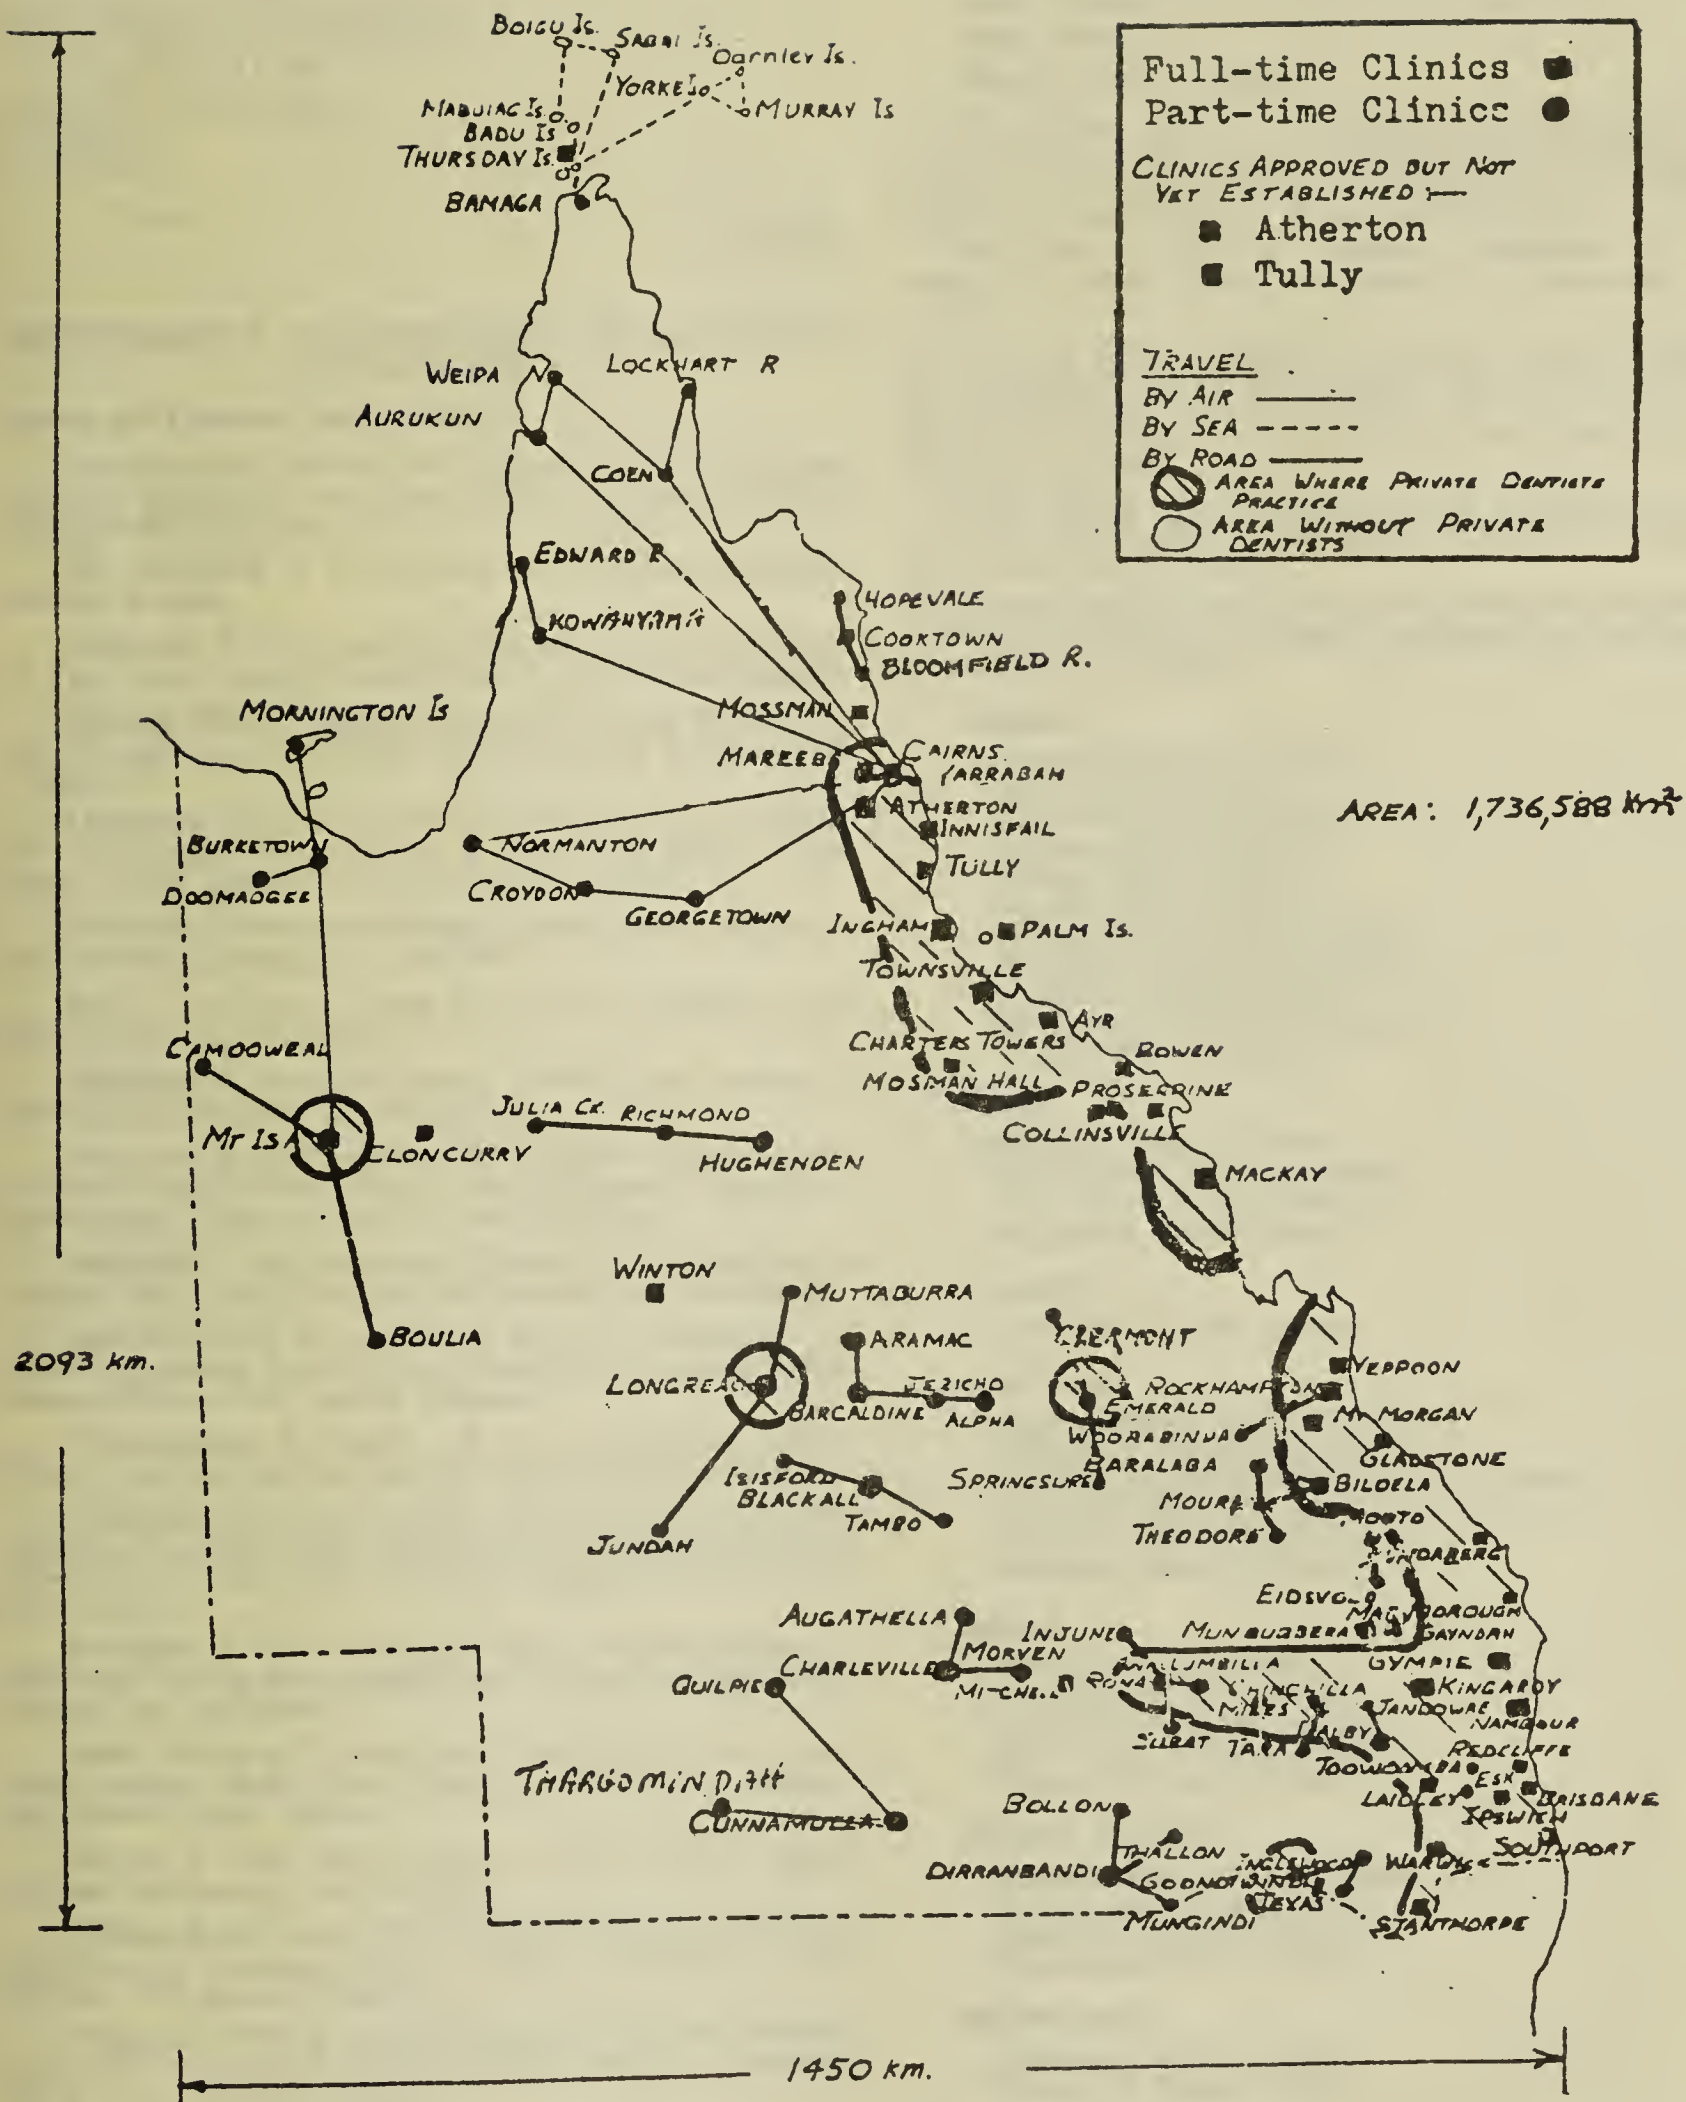 BOIGU Is.
SABAI Is.
Darnley Is.
YORKE Is
MURRAY Is
MABUIAG Is.
BADU Is
THURSDAY Is.
BAMAGA
Full-time Clinics
Part-time Clinics
CLINICS APPROVED BUT NOT
YET ESTABLISHED :—
Atherton
Tully
TRAVEL
BY AIR
BY SEA
BY ROAD
AREA WHERE PRIVATE DENTISTS
PRACTICE
AREA WITHOUT PRIVATE
DENTISTS
WEIPA N
LOCKHART R
AURUKUN
COEN
EDWARD R
KOWANYAMA
HOPEVALE
COOKTOWN
BLOOMFIELD R.
MOSSMAN
MORNINGTON Is
MAREEB
CAIRNS
YARRABAH
ATHERTON
INNISFAIL
AREA: 1,736,588 km²
BURKETOWN
DOOMADGEE
NORMANTON
CROYDON
GEORGETOWN
TULLY
INGHAM
PALM Is.
TOWNSVILLE
AYR
CHARTERS TOWERS
BOWEN
MOSMAN HALL
PROSERPINE
COLLINSVILLE
CAMOOWEAL
MT ISA
CLONCURRY
JULIA CK.
RICHMOND
HUGHENDEN
MACKAY
WINTON
MUTTABURRA
BOULIA
2093 km.
ARAMAC
CLERMONT
LONGREAC
BARCALDINE
JERICHO
ALPHA
YEPPOON
ROCKHAMPTON
EMERALD
MT MORGAN
WOORABINDA
GLADSTONE
BARALABA
SPRINGSURE
BILOELA
MOURA
THEODORE
MONTO
ISISFORD
BLACKALL
TAMBO
JUNDAH
BUNDABERG
EIDSVOLD
MARYBOROUGH
MUNDUBBERA
GAYNDAH
AUGATHELLA
INJUNE
MORVEN
CHARLEVILLE
MITCHELL
ROMA
WALLUMBILLA
GYMPIE
QUILPIE
CHINCHILLA
KINGAROY
MILES
JANDOWAE
NAMBOUR
SURAT
TARA
DALBY
REDCLIFFE
TOOWOOMBA
ESK
LAIDLEY
BRISBANE
IPSWICH
THARGOMINDAH
CUNNAMULLA
BOLLON
THALLON
DIRRANBANDI
INGLEWOOD
GOONDIWINDI
TEXAS
MUNGINDI
WARWICK
SOUTHPORT
STANTHORPE
1450 km.